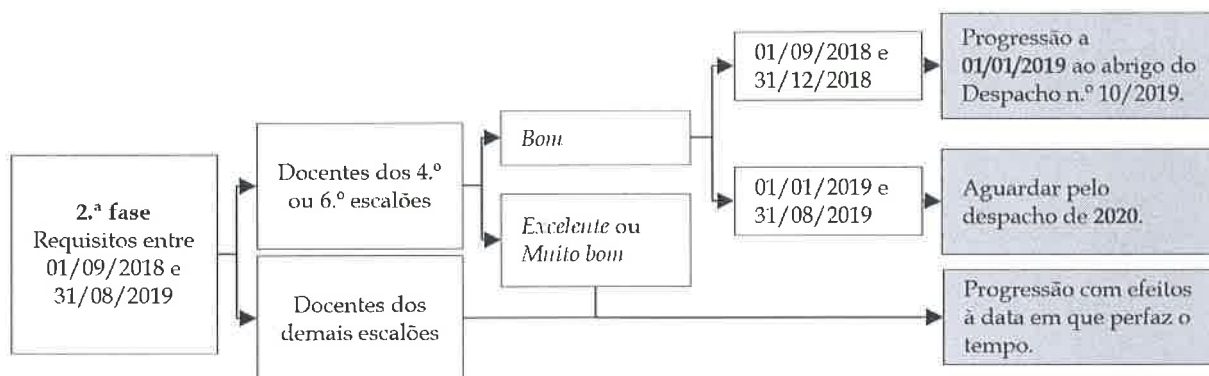 2.ª fase
Requisitos entre
01/09/2018 e
31/08/2019
Docentes dos 4.º
ou 6.º escalões
Docentes dos
demais escalões
Bom
Excelente ou
Muito bom
01/09/2018 e
31/12/2018
01/01/2019 e
31/08/2019
Progressão a
01/01/2019 ao abrigo do
Despacho n.º 10/2019.
Aguardar pelo
despacho de 2020.
Progressão com efeitos
à data em que perfaz o
tempo.